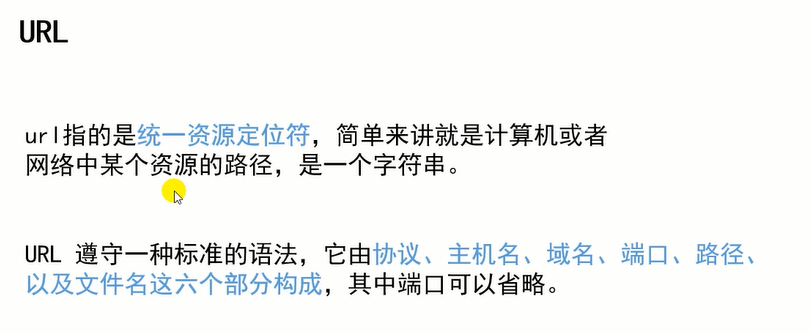 URL
url指的是统一资源定位符，简单来讲就是计算机或者
网络中某个资源的路径，是一个字符串。
URL 遵守一种标准的语法，它由协议、主机名、域名、端口、路径、
以及文件名这六个部分构成，其中端口可以省略。